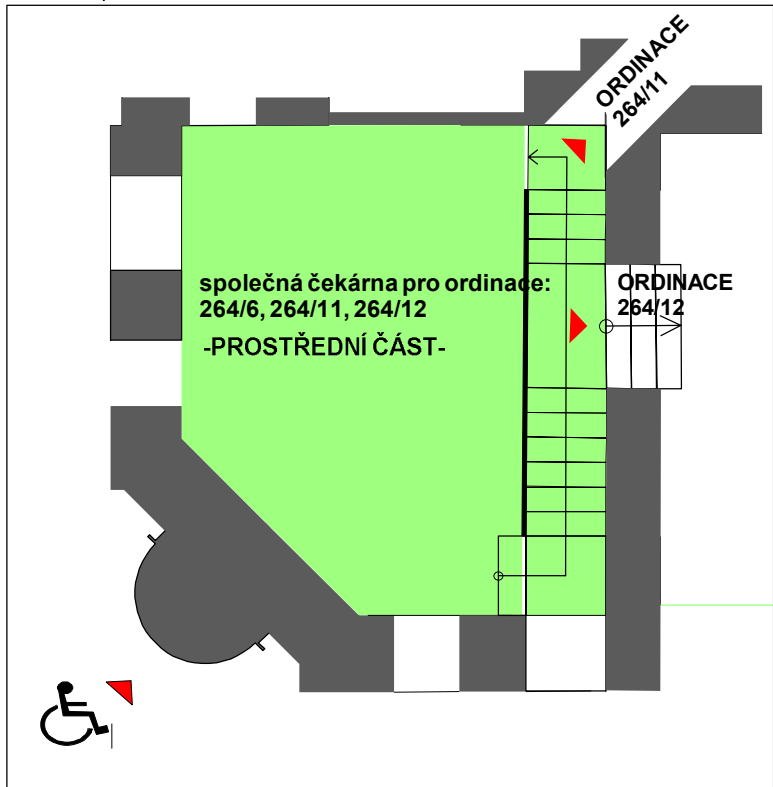 ORDINACE
264/11
společná čekárna pro ordinace:
264/6, 264/11, 264/12
-PROSTŘEDNÍ ČÁST-
ORDINACE
264/12